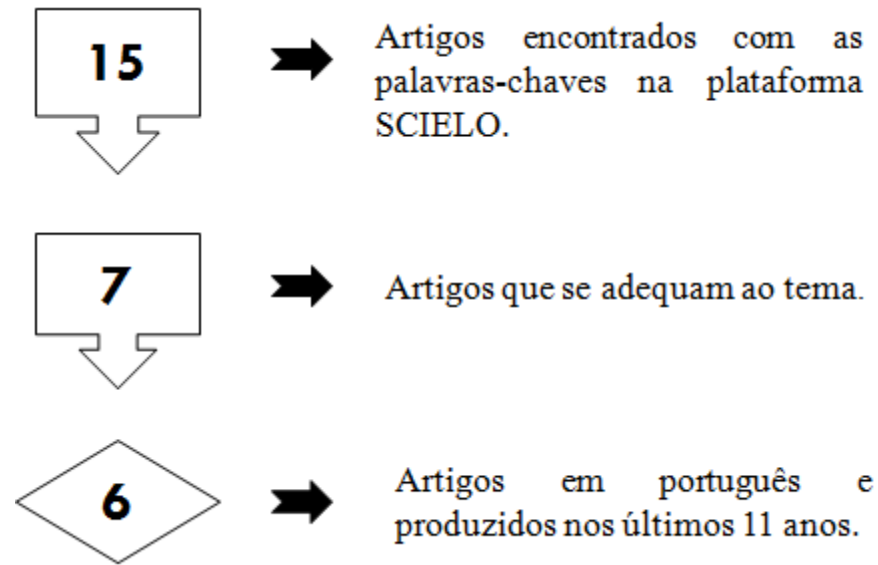 15
Artigos encontrados com as
palavras-chaves na plataforma
SCIELO.
7
Artigos que se adequam ao tema.
6
Artigos em português e
produzidos nos últimos 11 anos.